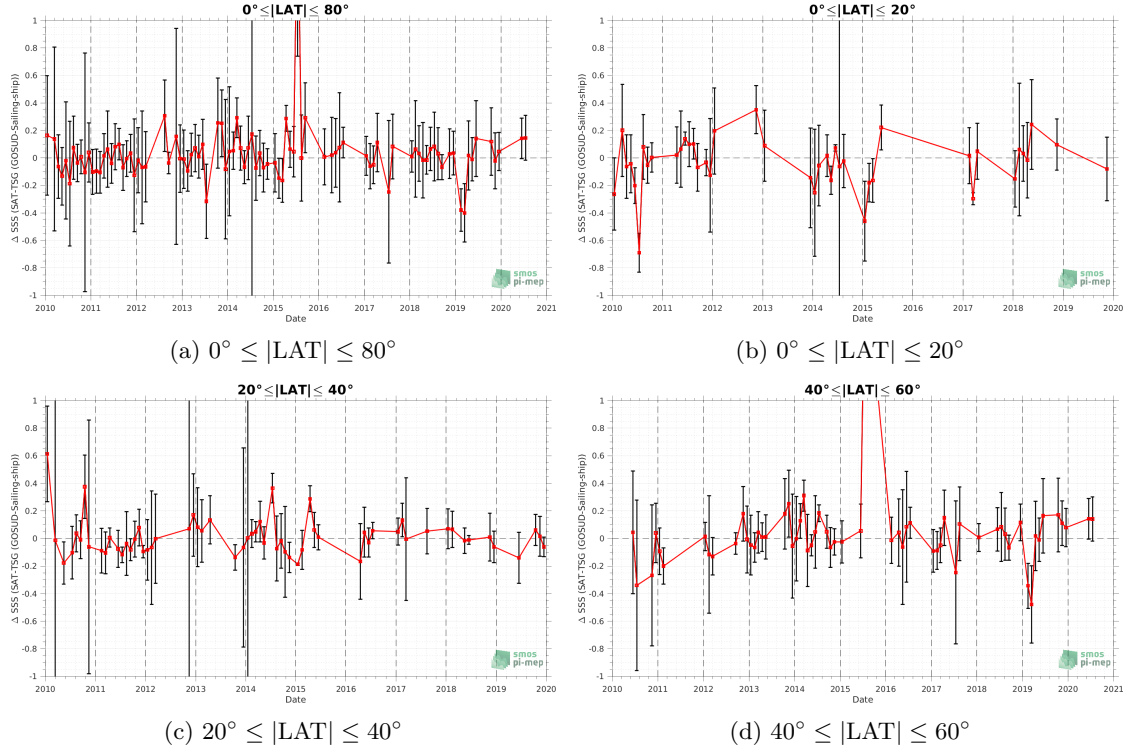 0°≤|LAT|≤ 80°
Δ SSS (SAT-TSG (GOSUD-Sailing-ship))
1
0.8
0.6
0.4
0.2
0
-0.2
-0.4
-0.6
-0.8
-1
2010 2011 2012 2013 2014 2015 2016 2017 2018 2019 2020 2021
Date
smos
pi-mep
(a) 0° ≤ |LAT| ≤ 80°
0°≤|LAT|≤ 20°
Δ SSS (SAT-TSG (GOSUD-Sailing-ship))
1
0.8
0.6
0.4
0.2
0
-0.2
-0.4
-0.6
-0.8
-1
2010 2011 2012 2013 2014 2015 2016 2017 2018 2019 2020
Date
smos
pi-mep
(b) 0° ≤ |LAT| ≤ 20°
20°≤|LAT|≤ 40°
Δ SSS (SAT-TSG (GOSUD-Sailing-ship))
1
0.8
0.6
0.4
0.2
0
-0.2
-0.4
-0.6
-0.8
-1
2010 2011 2012 2013 2014 2015 2016 2017 2018 2019 2020
Date
smos
pi-mep
(c) 20° ≤ |LAT| ≤ 40°
40°≤|LAT|≤ 60°
Δ SSS (SAT-TSG (GOSUD-Sailing-ship))
1
0.8
0.6
0.4
0.2
0
-0.2
-0.4
-0.6
-0.8
-1
2010 2011 2012 2013 2014 2015 2016 2017 2018 2019 2020 2021
Date
smos
pi-mep
(d) 40° ≤ |LAT| ≤ 60°